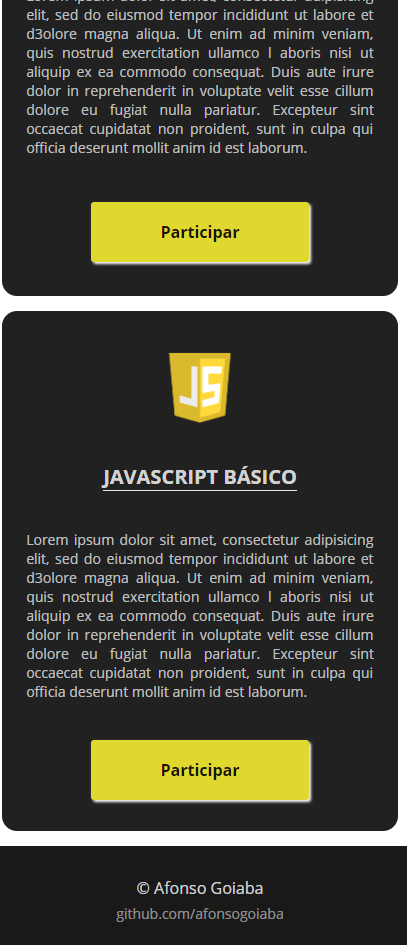 Lorem ipsum dolor sit amet, consectetur adipisicing
elit, sed do eiusmod tempor incididunt ut labore et
d3olore magna aliqua. Ut enim ad minim veniam,
quis nostrud exercitation ullamco l aboris nisi ut
aliquip ex ea commodo consequat. Duis aute irure
dolor in reprehenderit in voluptate velit esse cillum
dolore eu fugiat nulla pariatur. Excepteur sint
occaecat cupidatat non proident, sunt in culpa qui
officia deserunt mollit anim id est laborum.
Participar
JS
JAVASCRIPT BÁSICO
Lorem ipsum dolor sit amet, consectetur adipisicing
elit, sed do eiusmod tempor incididunt ut labore et
d3olore magna aliqua. Ut enim ad minim veniam,
quis nostrud exercitation ullamco l aboris nisi ut
aliquip ex ea commodo consequat. Duis aute irure
dolor in reprehenderit in voluptate velit esse cillum
dolore eu fugiat nulla pariatur. Excepteur sint
occaecat cupidatat non proident, sunt in culpa qui
officia deserunt mollit anim id est laborum.
Participar
© Afonso Goiaba
github.com/afonsogoiaba